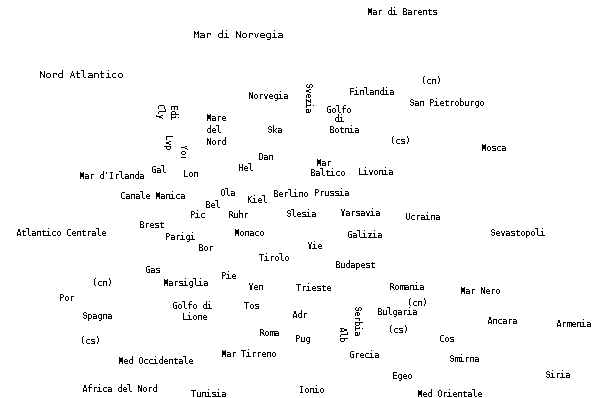 Mar di Barents
Mar di Norvegia
Nord Atlantico
(cn)
Norvegia
Svezia
Finlandia
San Pietroburgo
Cly
Edi
Mare
del
Nord
Golfo
di
Botnia
Ska
(cs)
Lvp
Yor
Mosca
Dan
Hel
Mar
Baltico
Livonia
Mar d'Irlanda
Gal
Lon
Canale Manica
Ola
Bel
Kiel
Berlino
Prussia
Pic
Ruhr
Slesia
Varsavia
Ucraina
Atlantico Centrale
Brest
Parigi
Monaco
Galizia
Sevastopoli
Bor
Vie
Tirolo
Budapest
Gas
Pie
(cn)
Marsiglia
Ven
Trieste
Romania
Mar Nero
Por
Golfo di
Lione
Tos
(cn)
Spagna
Adr
Serbia
Bulgaria
Ancara
Armenia
(cs)
Roma
Pug
Alb
(cs)
Cos
Med Occidentale
Mar Tirreno
Grecia
Smirna
Egeo
Siria
Africa del Nord
Tunisia
Ionio
Med Orientale